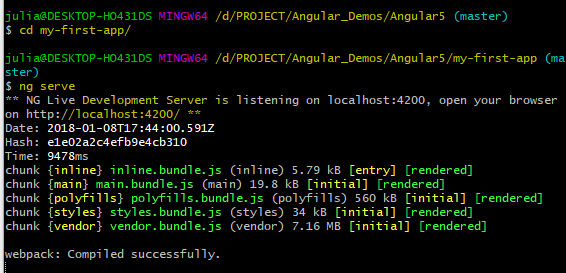 julia@DESKTOP-HO431DS MINGW64 /d/PROJECT/Angular_Demos/Angular5 (master)
$ cd my-first-app/
julia@DESKTOP-HO431DS MINGW64 /d/PROJECT/Angular_Demos/Angular5/my-first-app (ma
ster)
$ ng serve
** NG Live Development Server is listening on localhost:4200, open your browser
on http://localhost:4200/ **
Date: 2018-01-08T17:44:00.591Z
Hash: e1e02a2c4efb9e4cb310
Time: 9478ms
chunk {inline} inline.bundle.js (inline) 5.79 kB [entry] [rendered]
chunk {main} main.bundle.js (main) 19.8 kB [initial] [rendered]
chunk {polyfills} polyfills.bundle.js (polyfills) 560 kB [initial] [rendered]
chunk {styles} styles.bundle.js (styles) 34 kB [initial] [rendered]
chunk {vendor} vendor.bundle.js (vendor) 7.16 MB [initial] [rendered]
webpack: Compiled successfully.